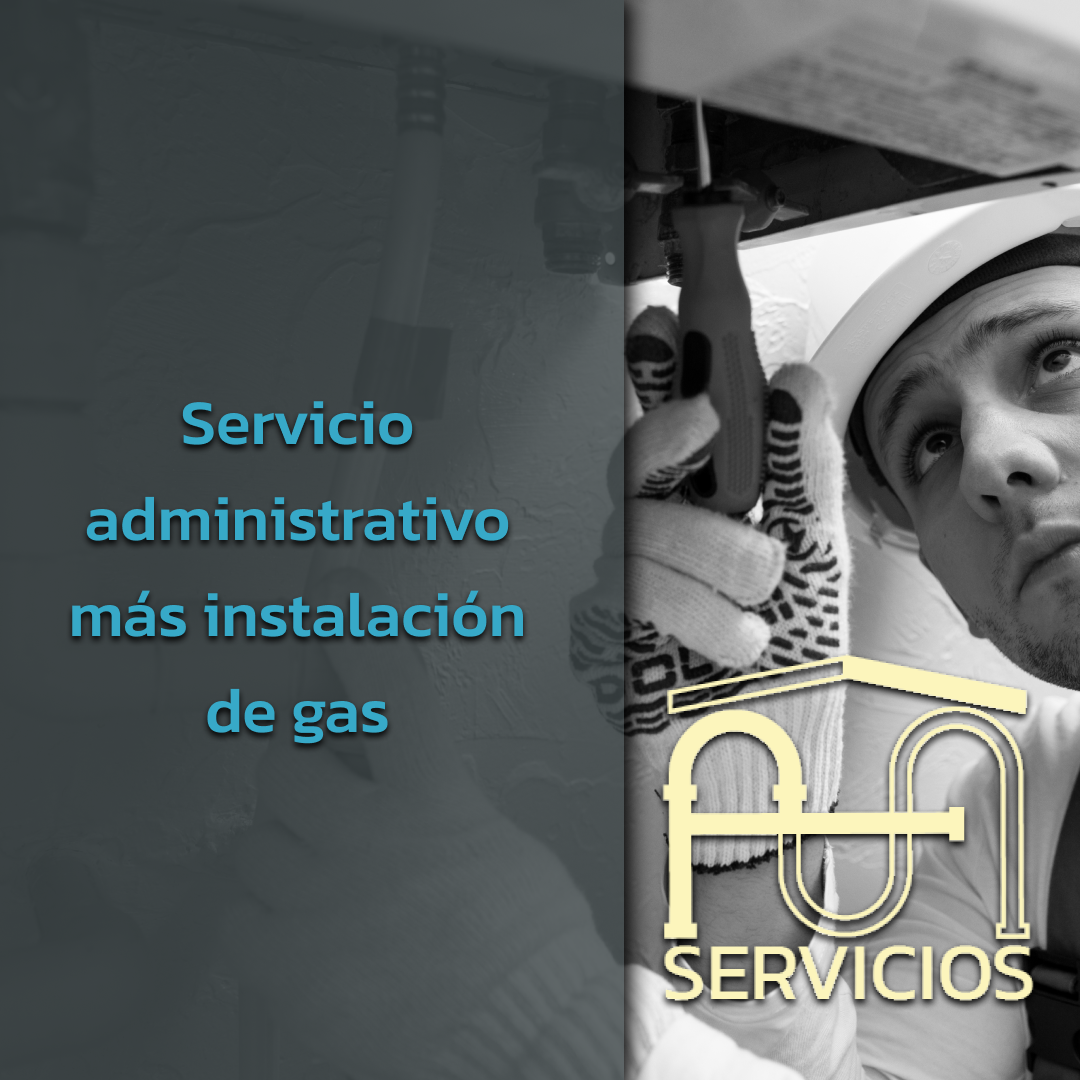 Servicio
administrativo
más instalación
de gas
SERVICIOS